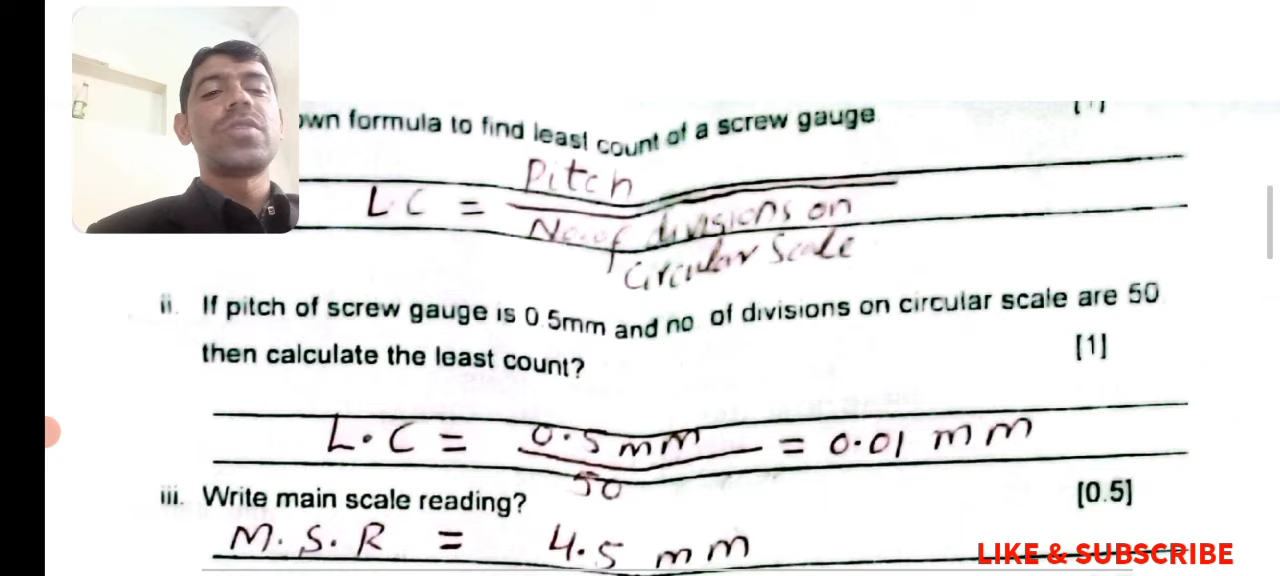 own formula to find least count of a screw gauge.
Pitch
L.C =
No. of divisions on
Circular Scale
ii. If pitch of screw gauge is 0.5mm and no of divisions on circular scale are 50
then calculate the least count?
[1]
L.C = 0.5 mm = 0.01 mm
50
iii. Write main scale reading? [0.5]
M.S.R = 4.5 mm
LIKE & SUBSCRIBE